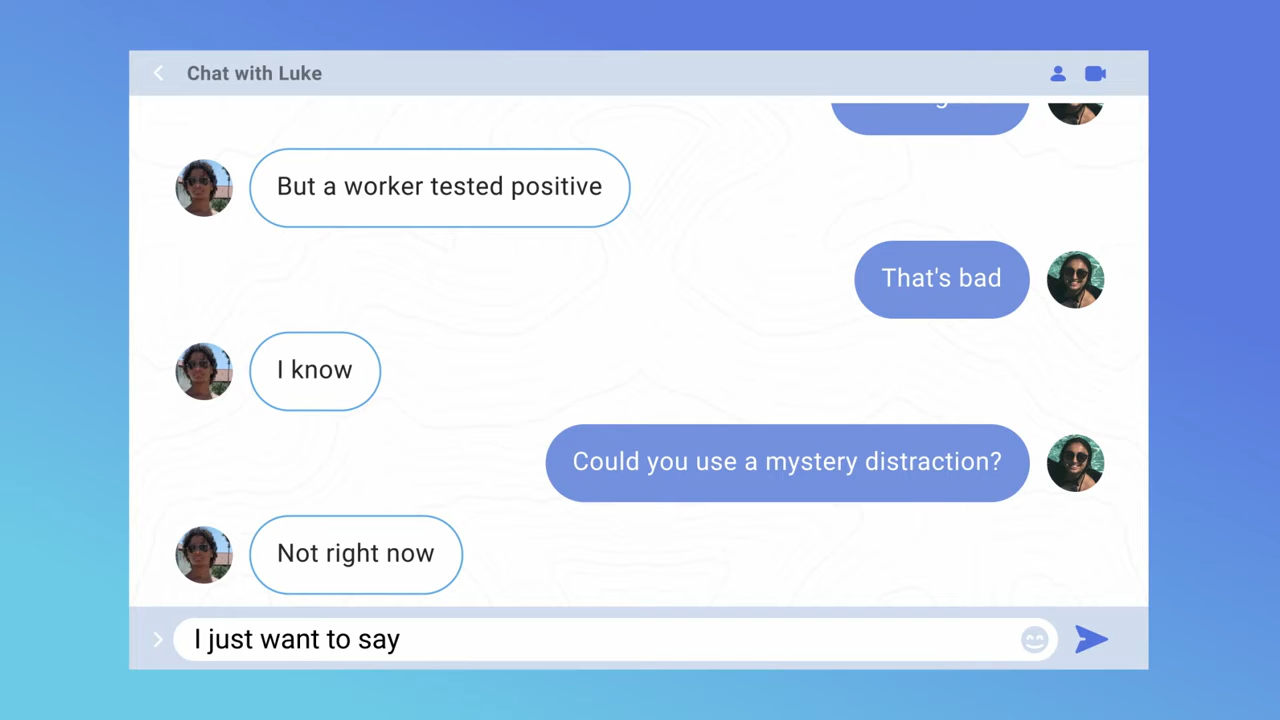 Chat with Luke
But a worker tested positive
That's bad
I know
Could you use a mystery distraction?
Not right now
I just want to say